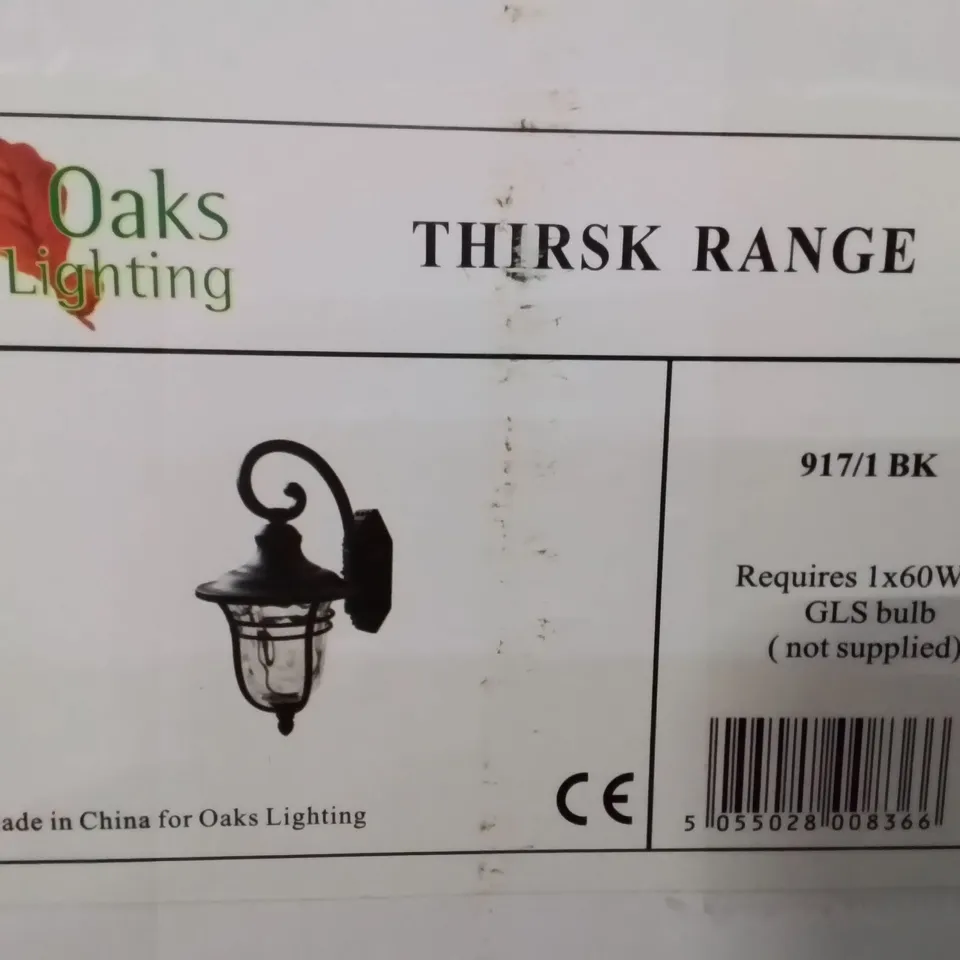 Oaks
Lighting
THIRSK RANGE
917/1 BK
Requires 1x60W
GLS bulb
( not supplied)
ade in China for Oaks Lighting
CE
5 055028 008366